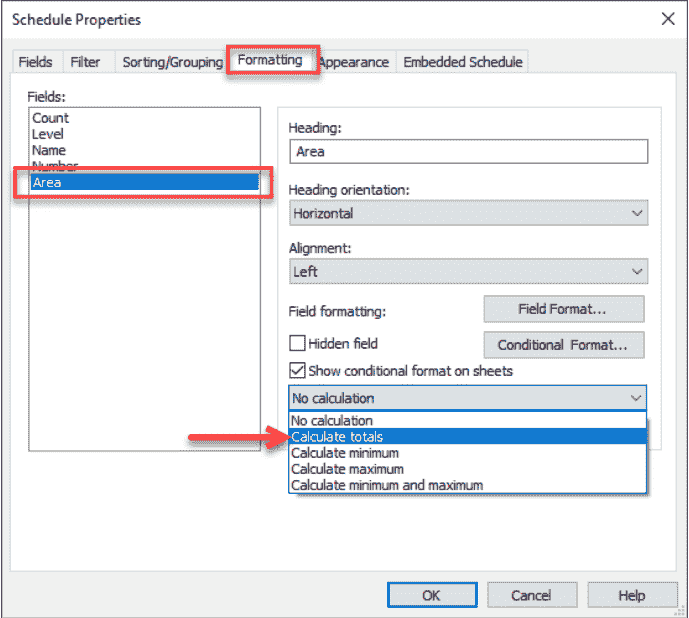 Schedule Properties
Fields Filter Sorting/Grouping Formatting Appearance Embedded Schedule
Fields:
Count
Level
Name
Number
Area
Heading:
Area
Heading orientation:
Horizontal
Alignment:
Left
Field formatting:
Field Format...
Hidden field
Conditional Format...
Show conditional format on sheets
No calculation
No calculation
Calculate totals
Calculate minimum
Calculate maximum
Calculate minimum and maximum
OK Cancel Help